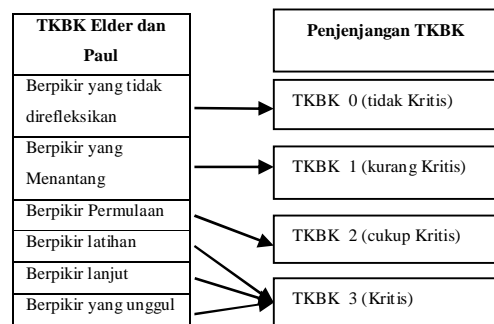 TKBK Elder dan
Paul
Berpikir yang tidak
direfleksikan
Berpikir yang
Menantang
Berpikir Permulaan
Berpikir latihan
Berpikir lanjut
Berpikir yang unggul
Penjenjangan TKBK
TKBK 0 (tidak Kritis)
TKBK 1 (kurang Kritis)
TKBK 2 (cukup Kritis)
TKBK 3 (Kritis)